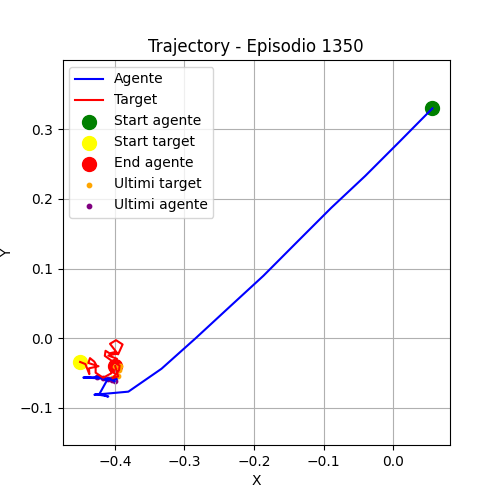 Trajectory - Episodio 1350
Agente
Target
Start agente
Start target
End agente
Ultimi target
Ultimi agente
0.3
0.2
0.1
0.0
−0.1
Y
−0.4
−0.3
−0.2
−0.1
0.0
X